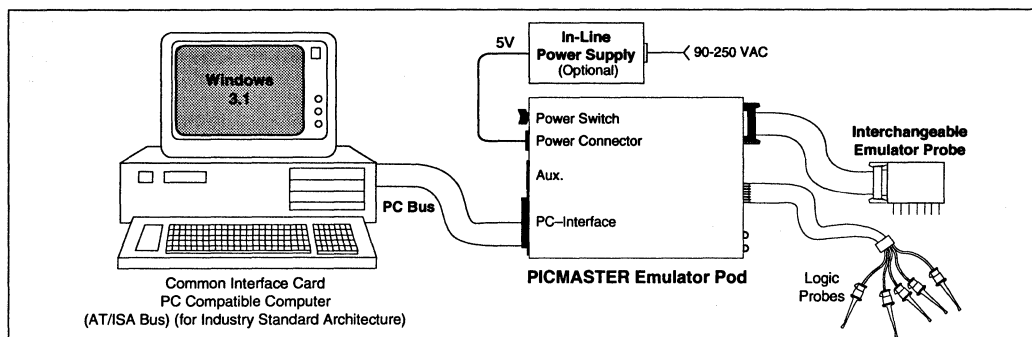 Windows
3.1
5V
In-Line
Power Supply
(Optional)
90-250 VAC
Power Switch
Power Connector
Aux.
PC–Interface
PC Bus
PICMASTER Emulator Pod
Interchangeable
Emulator Probe
Logic
Probes
Common Interface Card
PC Compatible Computer
(AT/ISA Bus) (for Industry Standard Architecture)